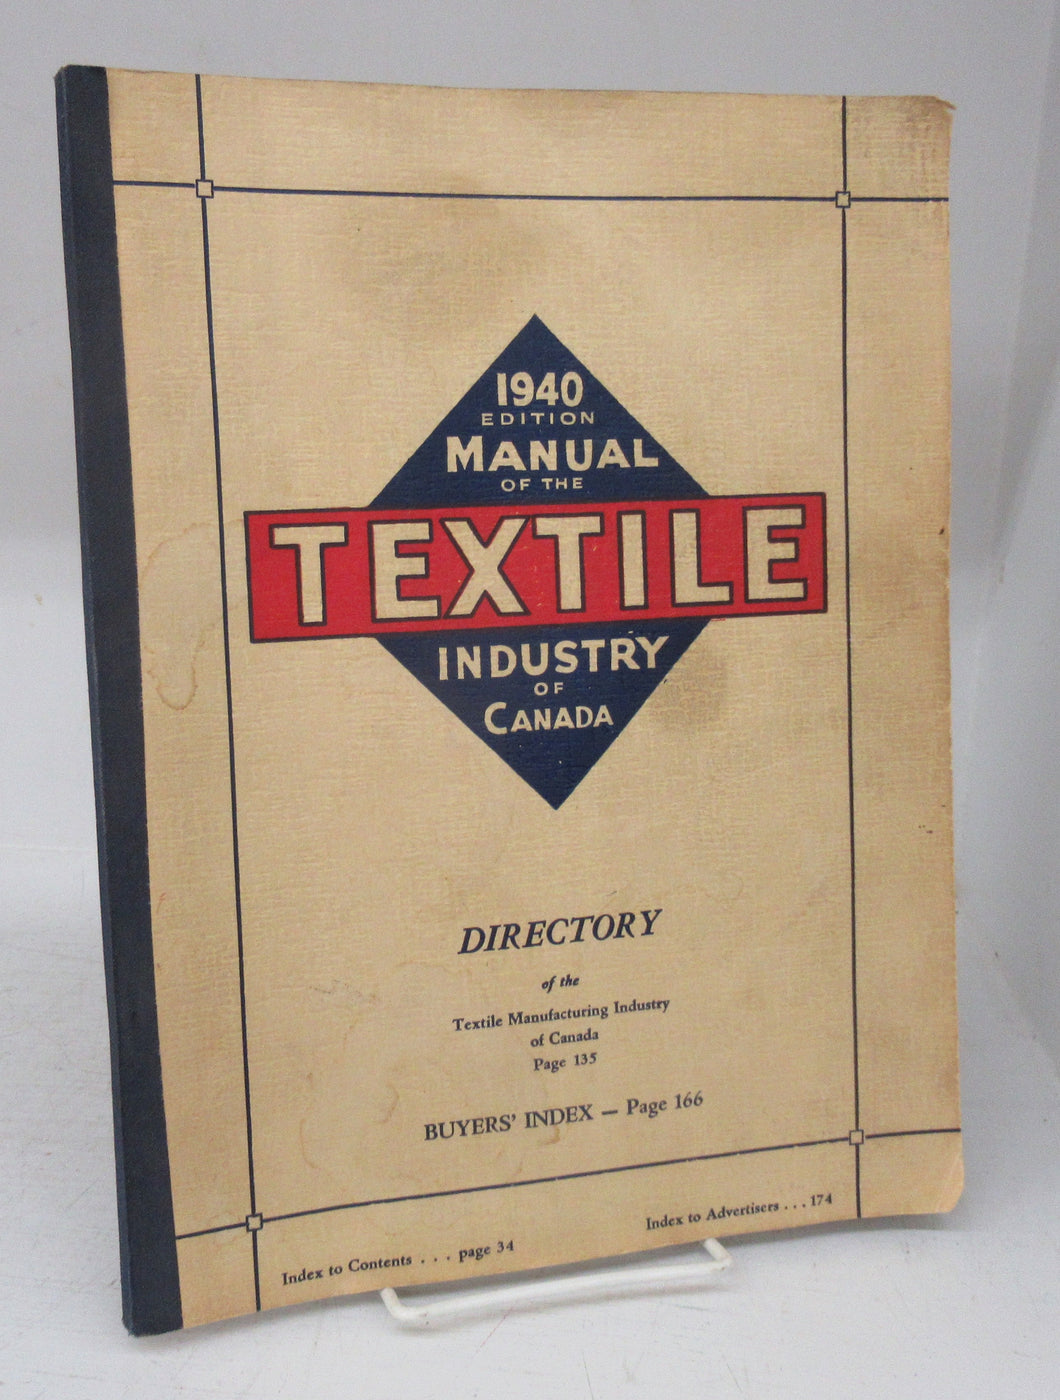 1940
EDITION
MANUAL
OF THE
TEXTILE
INDUSTRY
OF
CANADA
DIRECTORY
of the
Textile Manufacturing Industry
of Canada
Page 135
BUYERS' INDEX — Page 166
Index to Contents . . . page 34
Index to Advertisers . . . 174